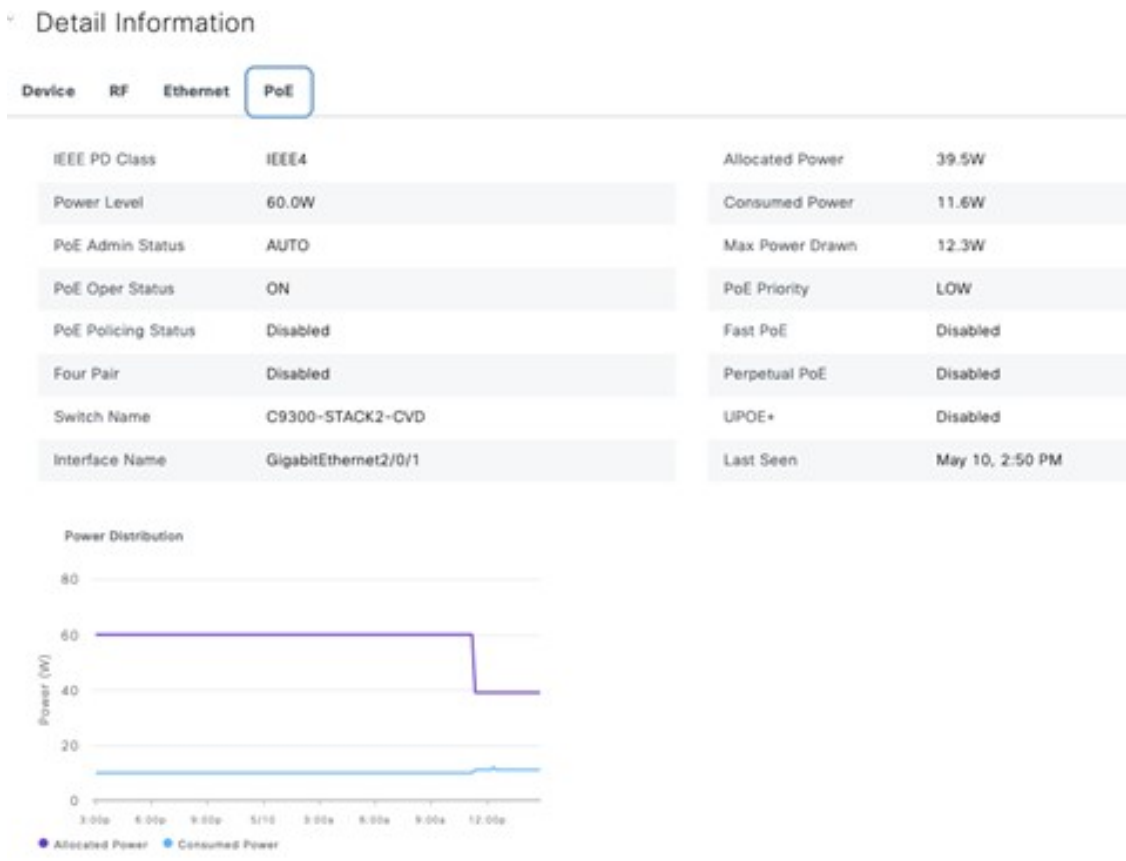 Detail Information
Device RF Ethernet PoE
IEEE PD Class IEEE4 Allocated Power 39.5W
Power Level 60.0W Consumed Power 11.6W
PoE Admin Status AUTO Max Power Drawn 12.3W
PoE Oper Status ON PoE Priority LOW
PoE Policing Status Disabled Fast PoE Disabled
Four Pair Disabled Perpetual PoE Disabled
Switch Name C9300-STACK2-CVD UPOE+ Disabled
Interface Name GigabitEthernet2/0/1 Last Seen May 10, 2:50 PM
Power Distribution
80
60
40
20
0
Power (W)
3:00p 6:00p 9:00p 5/10 3:00a 6:00a 9:00a 12:00p
Allocated Power Consumed Power